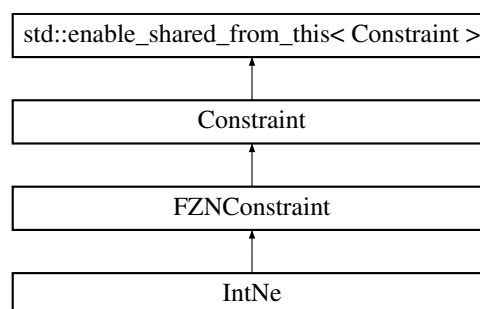 std::enable_shared_from_this< Constraint >
Constraint
FZNConstraint
IntNe